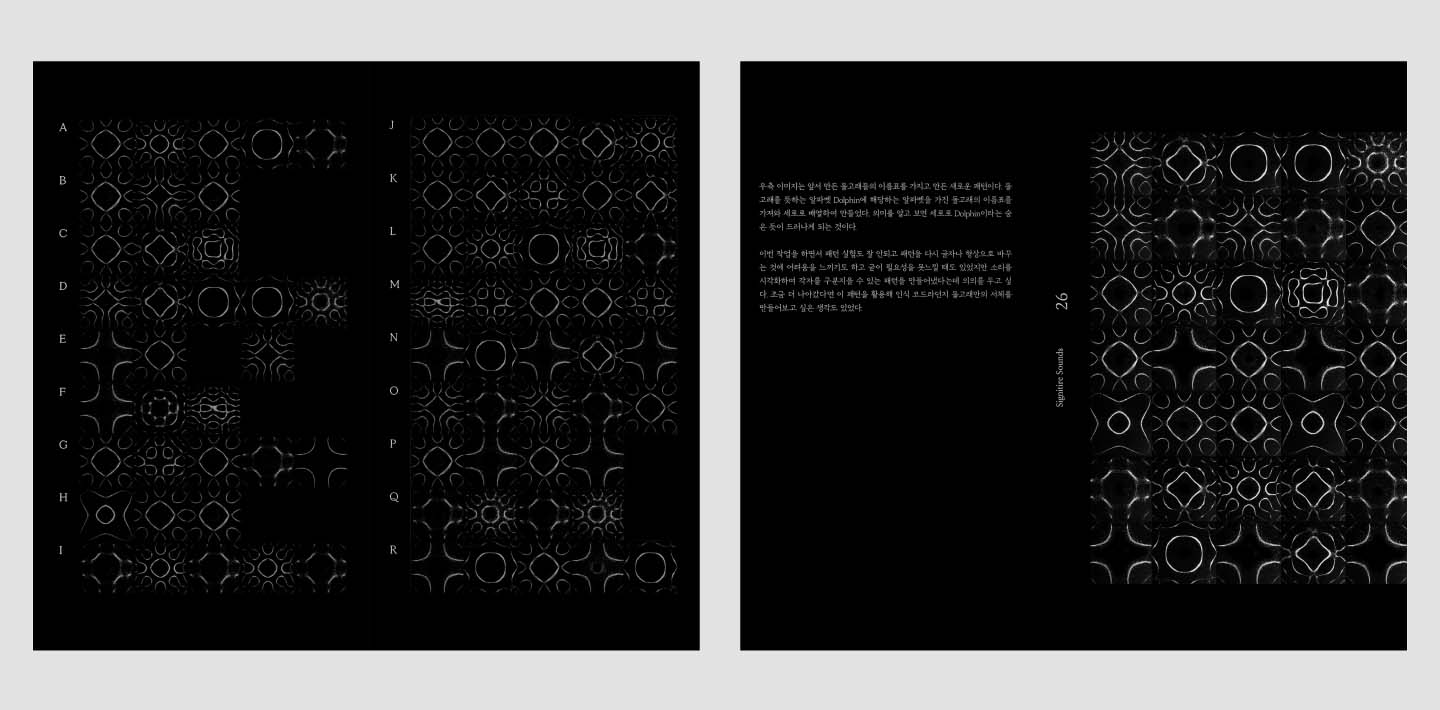 A
B
C
D
E
F
G
H
I
J
K
L
M
N
O
P
Q
R
우측 이미지는 앞서 만든 돌고래들의 이름표를 가지고 만든 새로운 패턴이다. 돌
고래를 뜻하는 알파벳 Dolphin에 해당하는 알파벳을 가진 돌고래의 이름표를
가져와 세로로 배열하여 만들었다. 의미를 알고 보면 세로로 Dolphin이라는 숨
은 뜻이 드러나게 되는 것이다.
이번 작업을 하면서 패턴 실험도 잘 안되고 패턴을 다시 글자나 형상으로 바꾸
는 것에 어려움을 느끼기도 하고 굳이 필요성을 못느낄 때도 있었지만 소리를
시각화하여 각자를 구분지을 수 있는 패턴을 만들어냈다는데 의의를 두고 싶
다. 조금 더 나아갔다면 이 패턴을 활용해 인식 코드라던지 돌고래만의 서체를
만들어보고 싶은 생각도 있었다.
26
Signitire Sounds